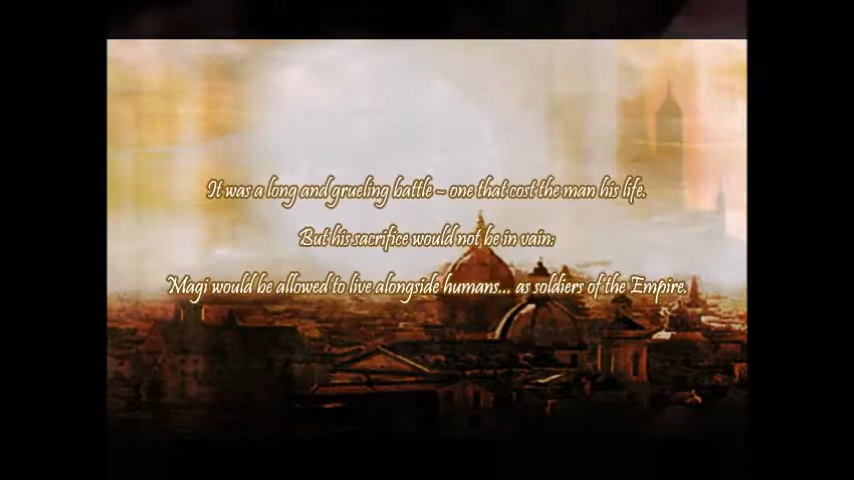 It was a long and grueling battle ~ one that cost the man his life.
But his sacrifice would not be in vain:
Magi would be allowed to live alongside humans... as soldiers of the Empire.